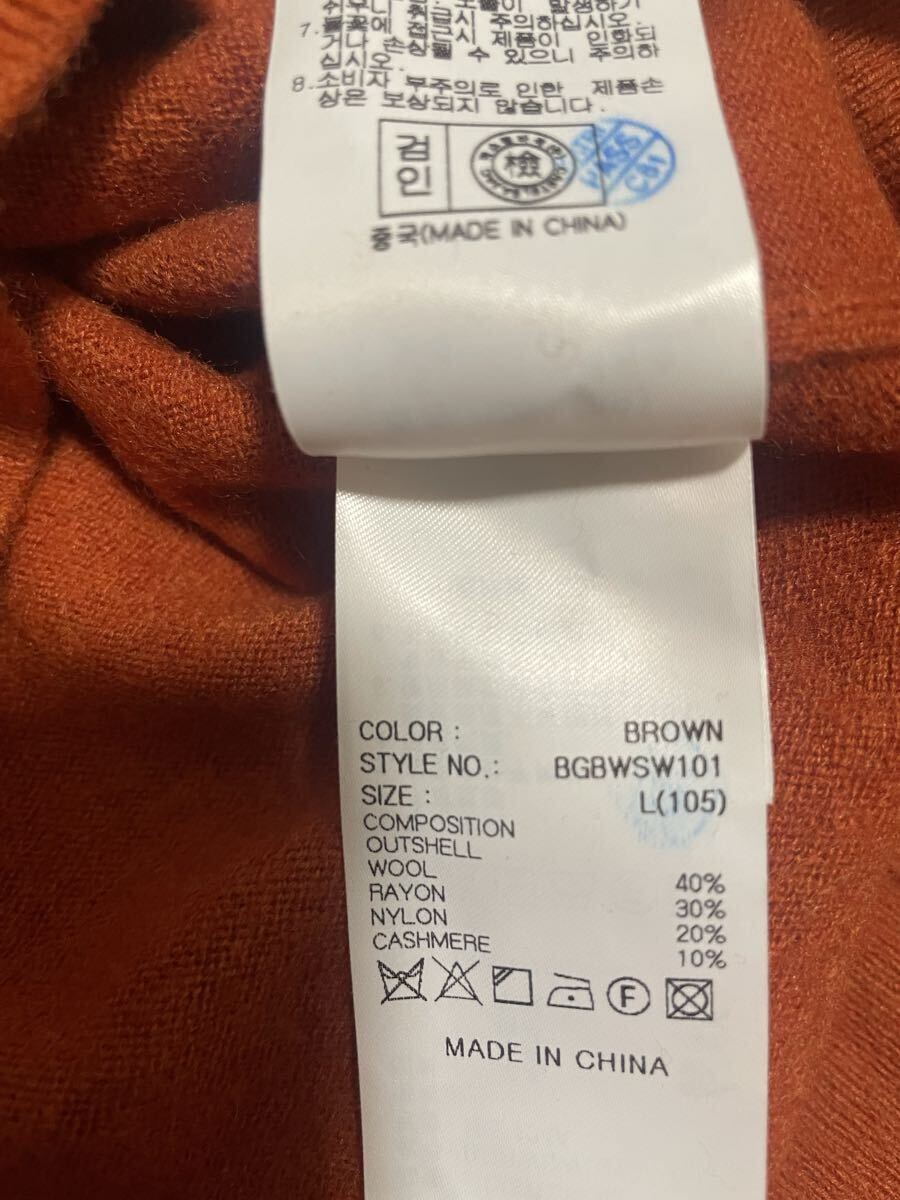 7.불꽃에 접근시 제품이 인화되
거나 손상될 수 있으니 주의하
십시오.
8.소비자 부주의로 인한 제품손
상은 보상되지 않습니다.
검인
檢
중국(MADE IN CHINA)
COLOR : BROWN
STYLE NO.: BGBWSW101
SIZE : L(105)
COMPOSITION
OUTSHELL
WOOL 40%
RAYON 30%
NYLON 20%
CASHMERE 10%
F
MADE IN CHINA